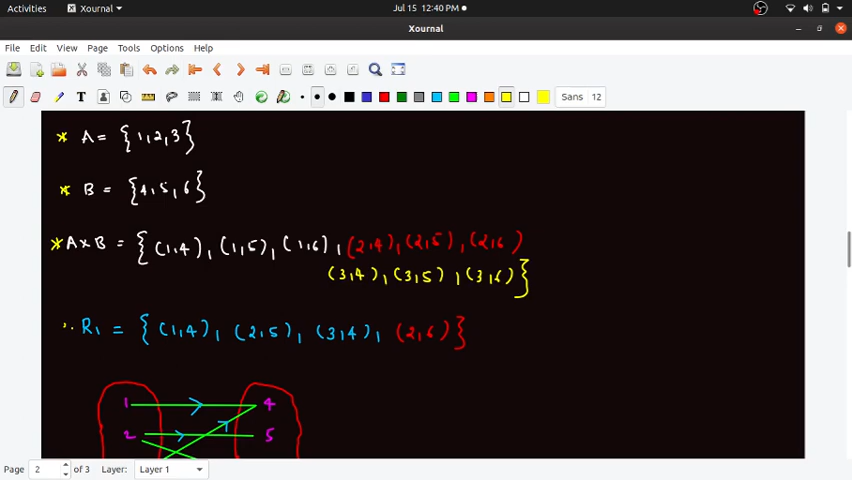 Activities
Xournal
Jul 15 12:40 PM
Xournal
File Edit View Page Tools Options Help
Sans 12
* A = {1,2,3}
* B = {4,5,6}
* A×B = {(1,4), (1,5), (1,6), (2,4), (2,5), (2,6)
(3,4), (3,5), (3,6)}
∴ R1 = {(1,4), (2,5), (3,4), (2,6)}
1 4
2 5
Page 2 of 3 Layer: Layer 1